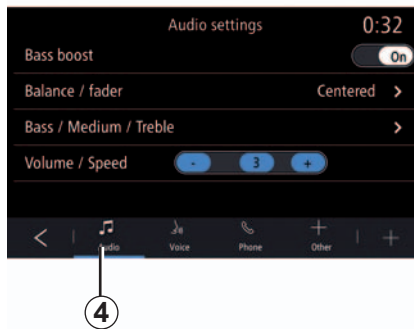 Audio settings 0:32
Bass boost On
Balance / fader Centered >
Bass / Medium / Treble >
Volume / Speed - 3 +
< Audio Voice Phone Other +
4